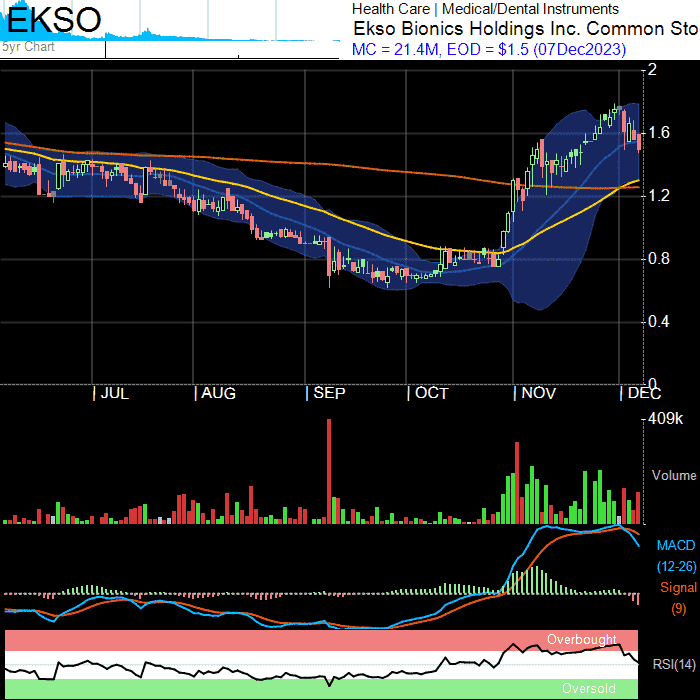 EKSO
5yr Chart
Health Care | Medical/Dental Instruments
Ekso Bionics Holdings Inc. Common Sto
MC = 21.4M, EOD = $1.5 (07Dec2023)
2
1.6
1.2
0.8
0.4
0
| JUL | AUG | SEP | OCT | NOV | DEC
409k
Volume
MACD
(12-26)
Signal
(9)
Overbought
RSI(14)
Oversold